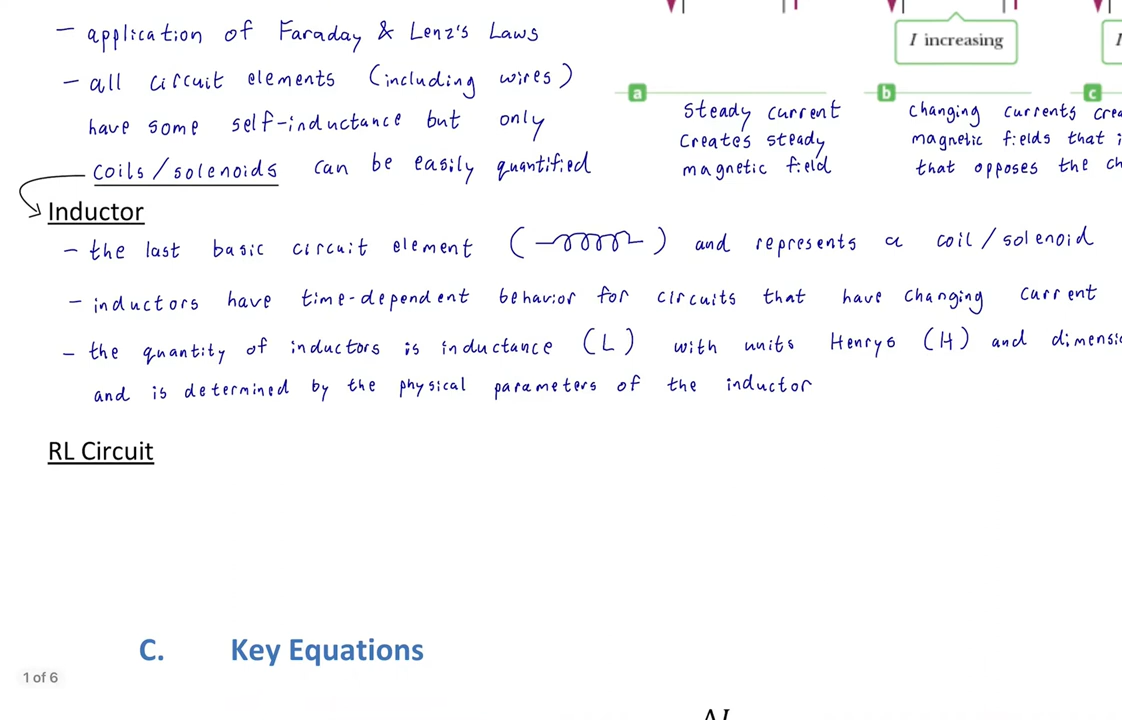 – application of Faraday & Lenz's Laws
I increasing
I
– all circuit elements (including wires)
a
b
c
have some self-inductance but only
steady current
creates steady
magnetic field
changing currents crea
magnetic fields that i
that opposes the ch
coils/solenoids can be easily quantified
Inductor
– the last basic circuit element ( ) and represents a coil/solenoid
– inductors have time-dependent behavior for circuits that have changing current
– the quantity of inductors is inductance (L) with units Henrys (H) and dimensi
and is determined by the physical parameters of the inductor
RL Circuit
C. Key Equations
1 of 6
ΔI